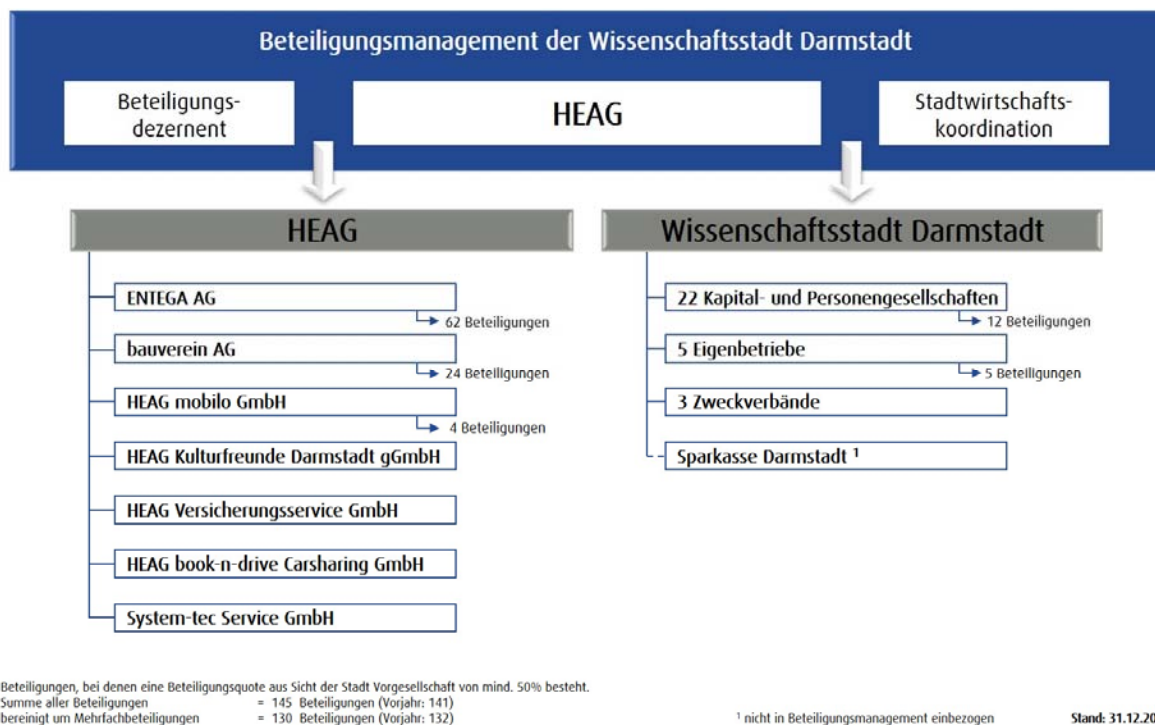 Beteiligungsmanagement der Wissenschaftsstadt Darmstadt
Beteiligungs-
dezernent
HEAG
Stadtwirtschafts-
koordination
HEAG
ENTEGA AG
62 Beteiligungen
bauverein AG
24 Beteiligungen
HEAG mobilo GmbH
4 Beteiligungen
HEAG Kulturfreunde Darmstadt gGmbH
HEAG Versicherungsservice GmbH
HEAG book-n-drive Carsharing GmbH
System-tec Service GmbH
Wissenschaftsstadt Darmstadt
22 Kapital- und Personengesellschaften
12 Beteiligungen
5 Eigenbetriebe
5 Beteiligungen
3 Zweckverbände
Sparkasse Darmstadt ¹
Beteiligungen, bei denen eine Beteiligungsquote aus Sicht der Stadt Vorgesellschaft von mind. 50% besteht.
Summe aller Beteiligungen = 145 Beteiligungen (Vorjahr: 141)
bereinigt um Mehrfachbeteiligungen = 130 Beteiligungen (Vorjahr: 132)
¹ nicht in Beteiligungsmanagement einbezogen
Stand: 31.12.20